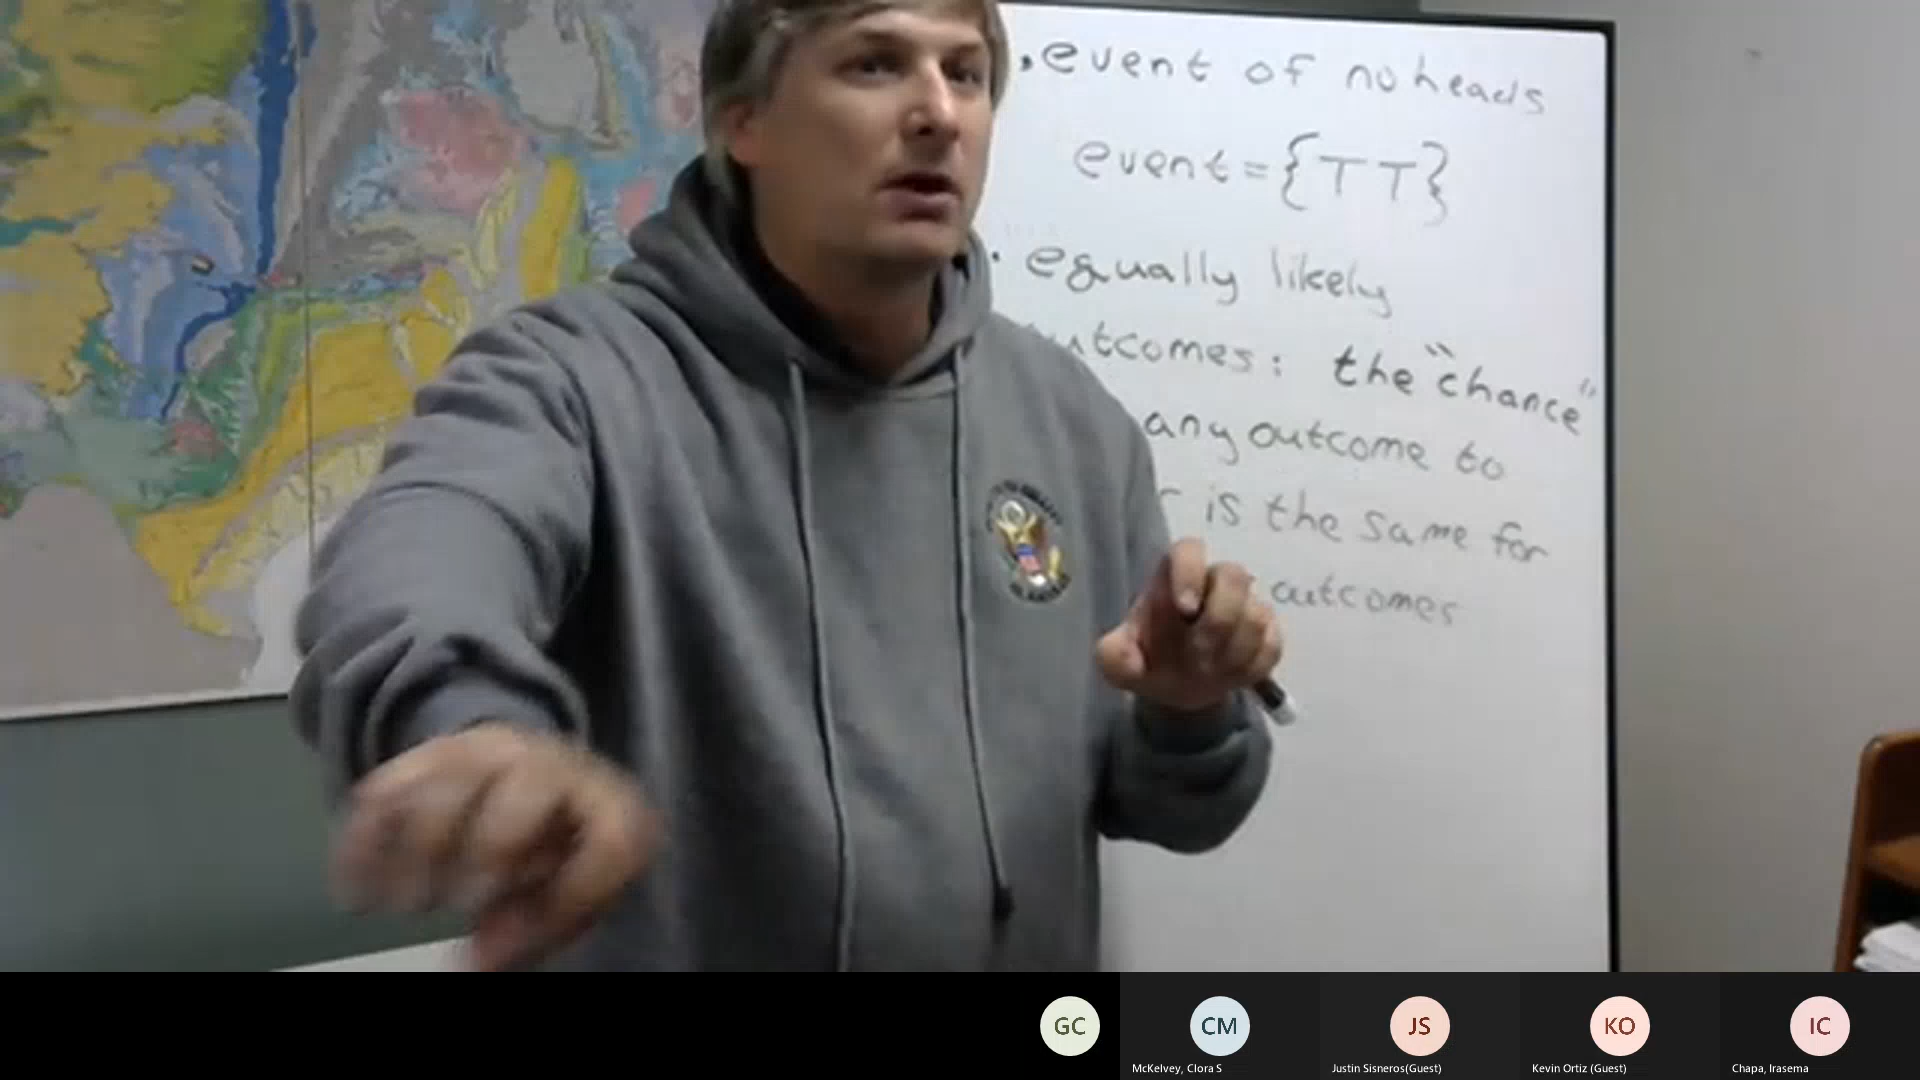 event of no heads
event = {TT}
equally likely
outcomes: the "chance"
any outcome to
r is the same for
outcomes
GC
CM
JS
KO
IC
McKelvey, Clora S
Justin Sisneros(Guest)
Kevin Ortiz (Guest)
Chapa, Irasema